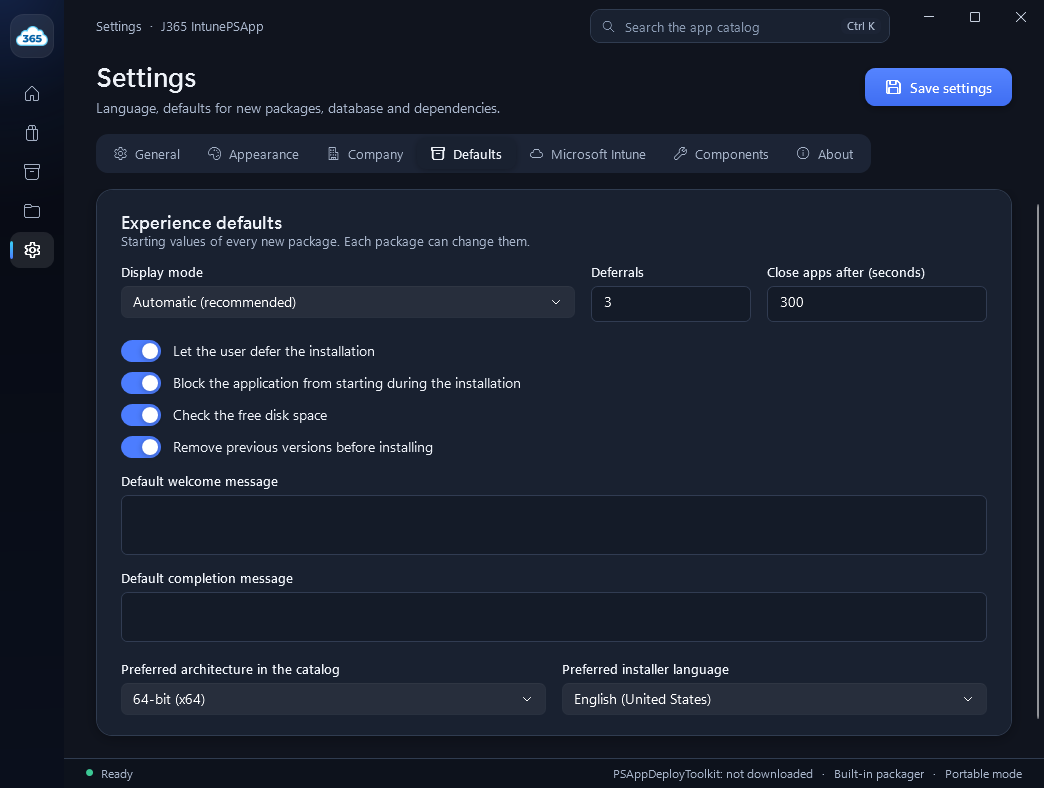 365
Settings · J365 IntunePSApp
Search the app catalog Ctrl K
Settings
Language, defaults for new packages, database and dependencies.
Save settings
General Appearance Company Defaults Microsoft Intune Components About
Experience defaults
Starting values of every new package. Each package can change them.
Display mode Deferrals Close apps after (seconds)
Automatic (recommended) 3 300
Let the user defer the installation
Block the application from starting during the installation
Check the free disk space
Remove previous versions before installing
Default welcome message
Default completion message
Preferred architecture in the catalog Preferred installer language
64-bit (x64) English (United States)
Ready PSAppDeployToolkit: not downloaded · Built-in packager · Portable mode